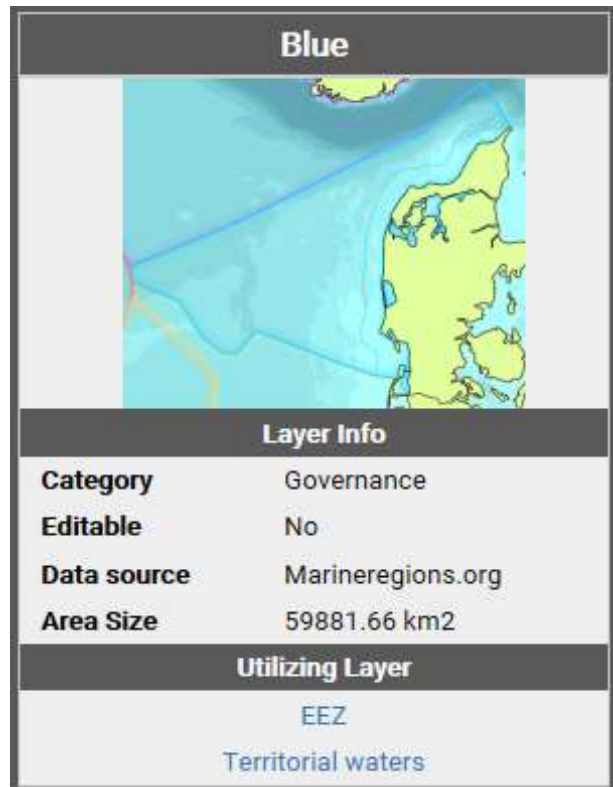 Blue
Layer Info
Category Governance
Editable No
Data source Marineregions.org
Area Size 59881.66 km2
Utilizing Layer
EEZ
Territorial waters